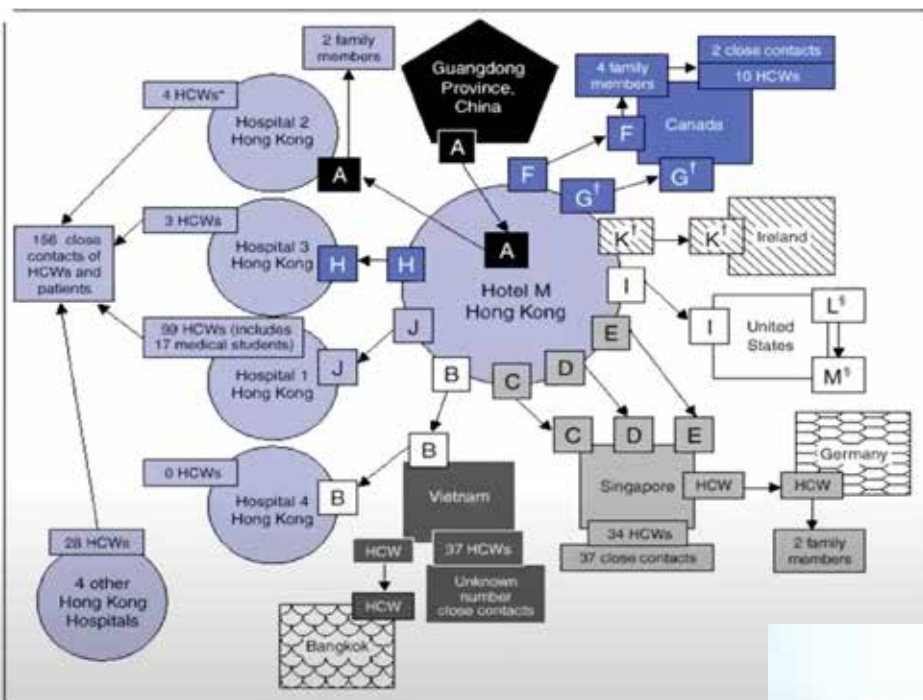 2 family
members
Guangdong
Province,
China
A
2 close contacts
10 HCWs
4 family
members
F
Canada
4 HCWs*
Hospital 2
Hong Kong
A
F
G†
G†
3 HCWs
Hospital 3
Hong Kong
H
H
A
Hotel M
Hong Kong
K†
K†
Ireland
156 close
contacts of
HCWs and
patients
I
I
United
States
L§
M§
99 HCWs (includes
17 medical students)
J
J
Hospital 1
Hong Kong
B
C
D
E
B
C
D
E
0 HCWs
Hospital 4
Hong Kong
B
Vietnam
Singapore
HCW
HCW
Germany
28 HCWs
4 other
Hong Kong
Hospitals
HCW
37 HCWs
34 HCWs
37 close contacts
2 family
members
HCW
Unknown
number
close contacts
Bangkok